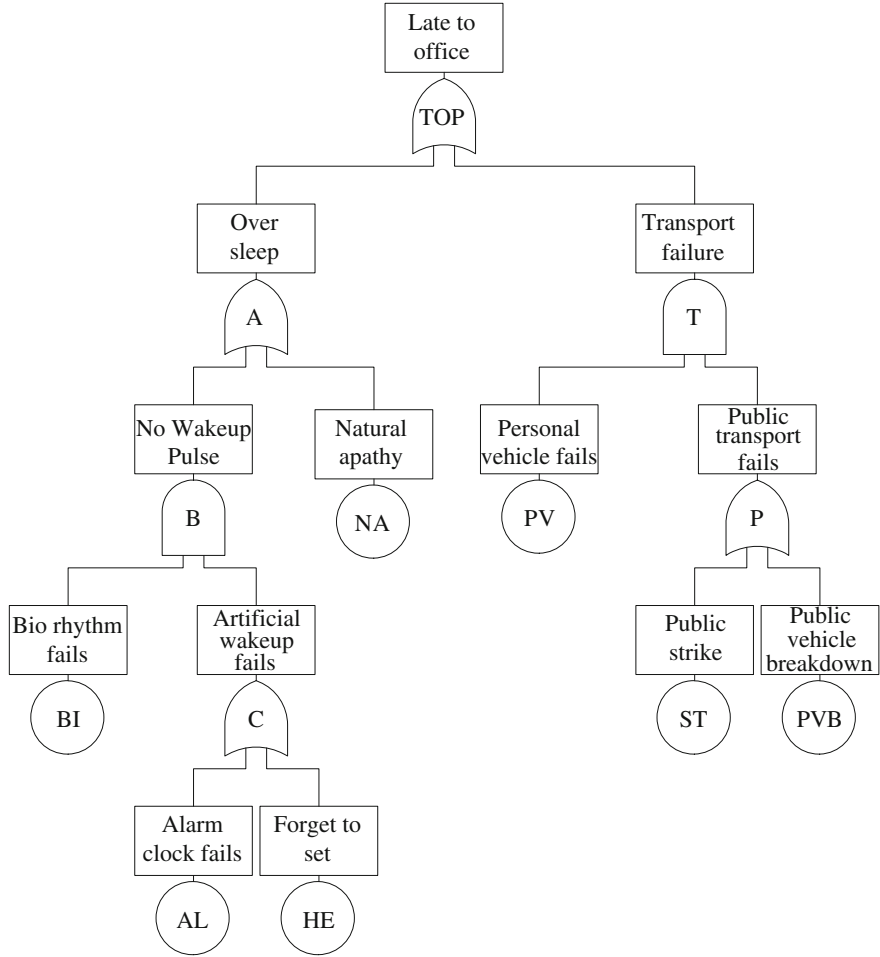 Late to
office
TOP
Over
sleep
Transport
failure
A
T
No Wakeup
Pulse
Natural
apathy
Personal
vehicle fails
Public
transport
fails
B
NA
PV
P
Bio rhythm
fails
Artificial
wakeup
fails
Public
strike
Public
vehicle
breakdown
BI
C
ST
PVB
Alarm
clock fails
Forget to
set
AL
HE